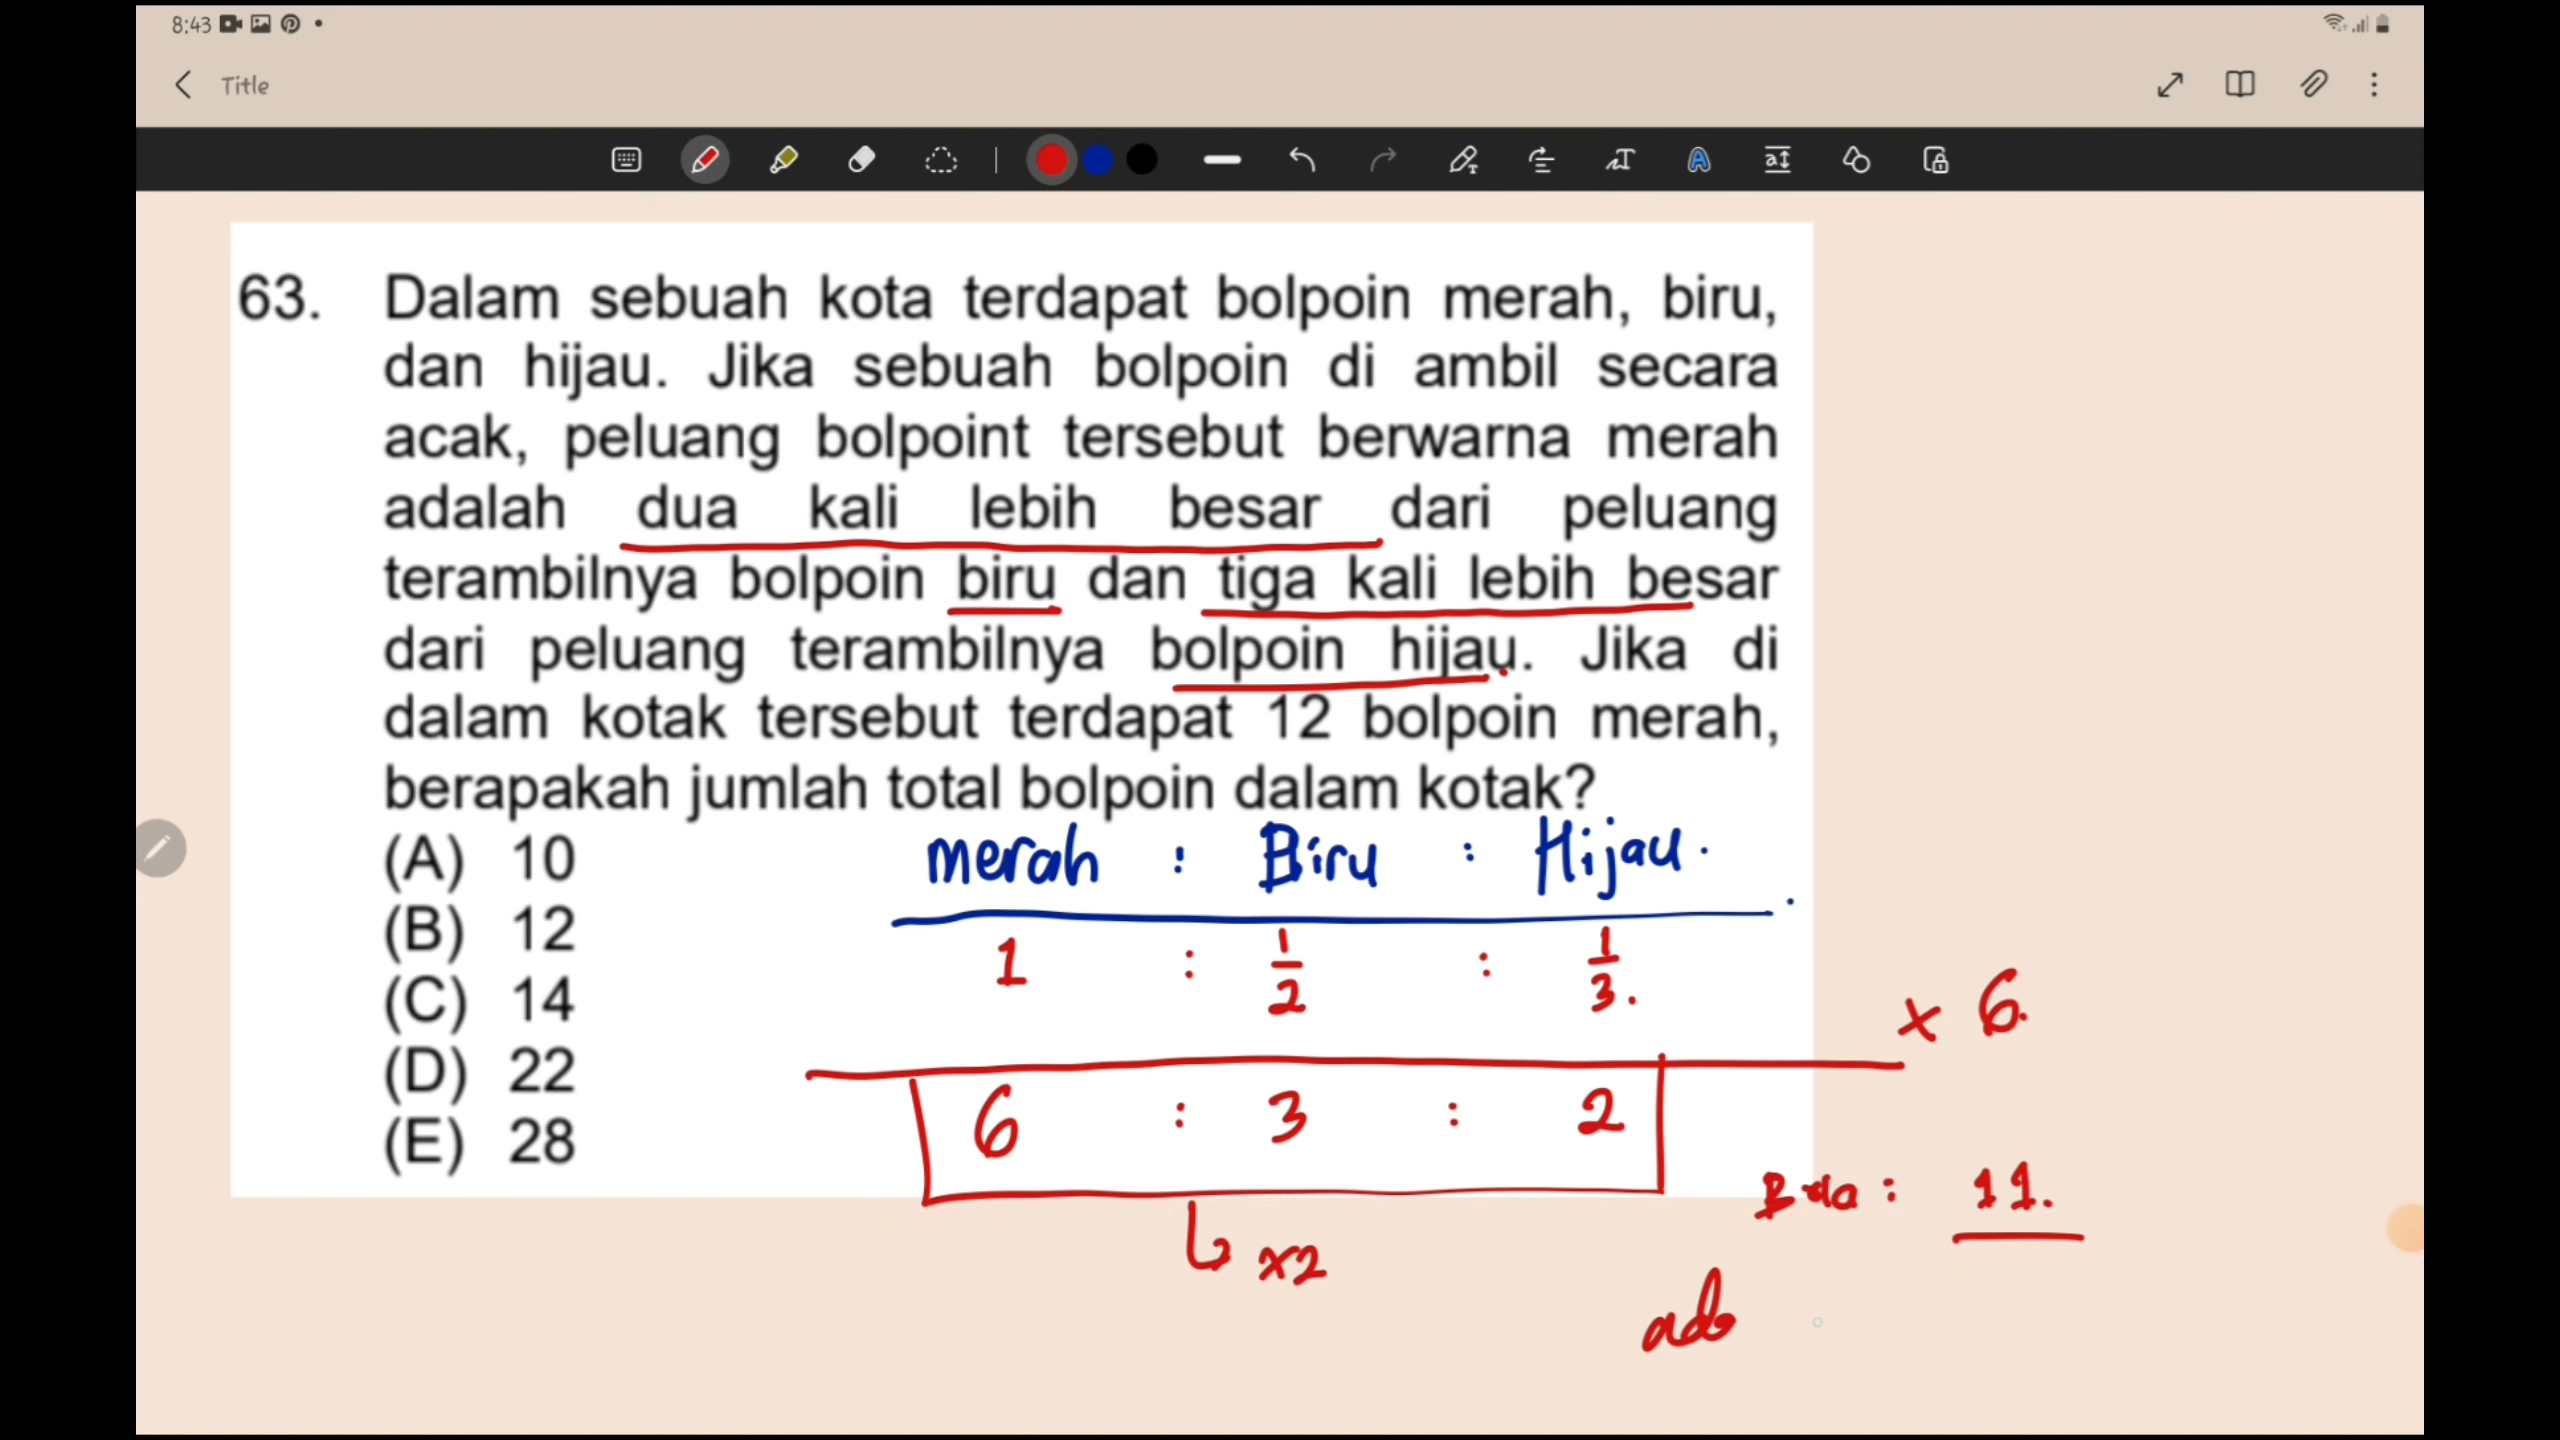 8:43
Title
63. Dalam sebuah kota terdapat bolpoin merah, biru,
dan hijau. Jika sebuah bolpoin di ambil secara
acak, peluang bolpoint tersebut berwarna merah
adalah dua kali lebih besar dari peluang
terambilnya bolpoin biru dan tiga kali lebih besar
dari peluang terambilnya bolpoin hijau. Jika di
dalam kotak tersebut terdapat 12 bolpoin merah,
berapakah jumlah total bolpoin dalam kotak?
(A) 10
(B) 12
(C) 14
(D) 22
(E) 28
merah : Biru : Hijau.
1 : 1/2 : 1/3.
x 6.
6 : 3 : 2
: 11.
x2